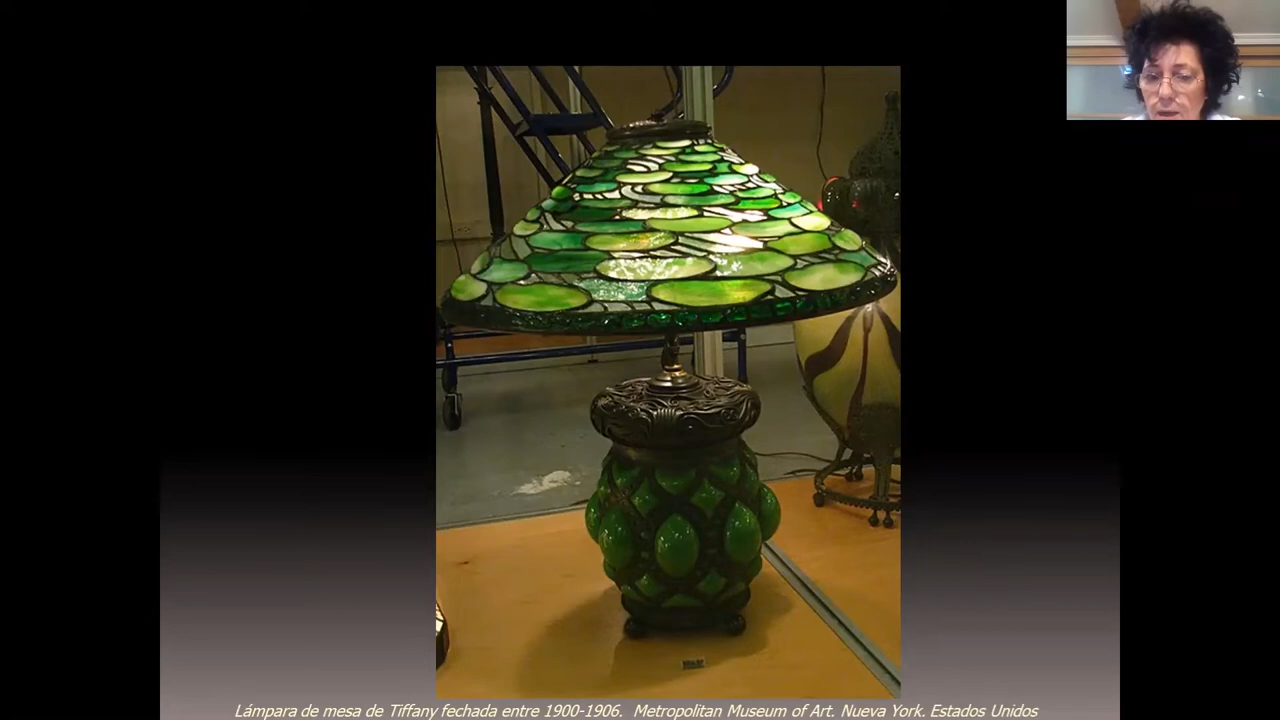 Lámpara de mesa de Tiffany fechada entre 1900-1906.  Metropolitan Museum of Art. Nueva York. Estados Unidos